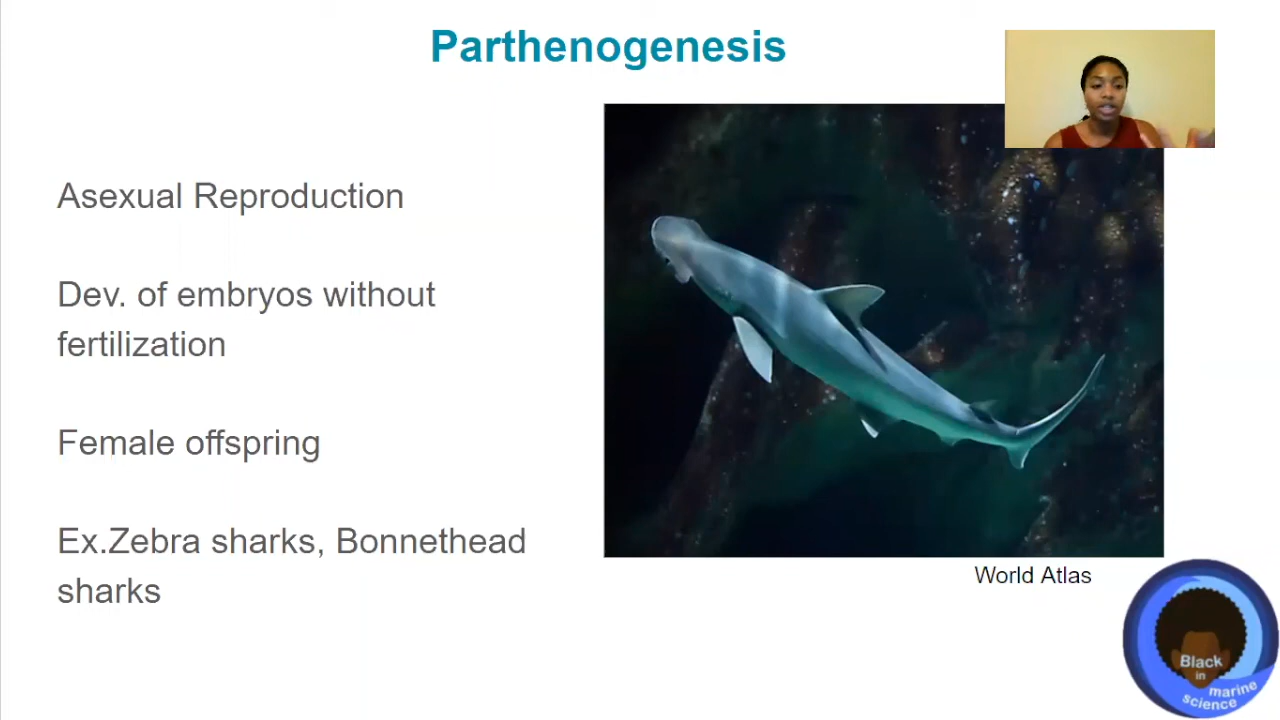 Parthenogenesis
Asexual Reproduction
Dev. of embryos without
fertilization
Female offspring
Ex.Zebra sharks, Bonnethead
sharks
World Atlas
Black
in
marine
science